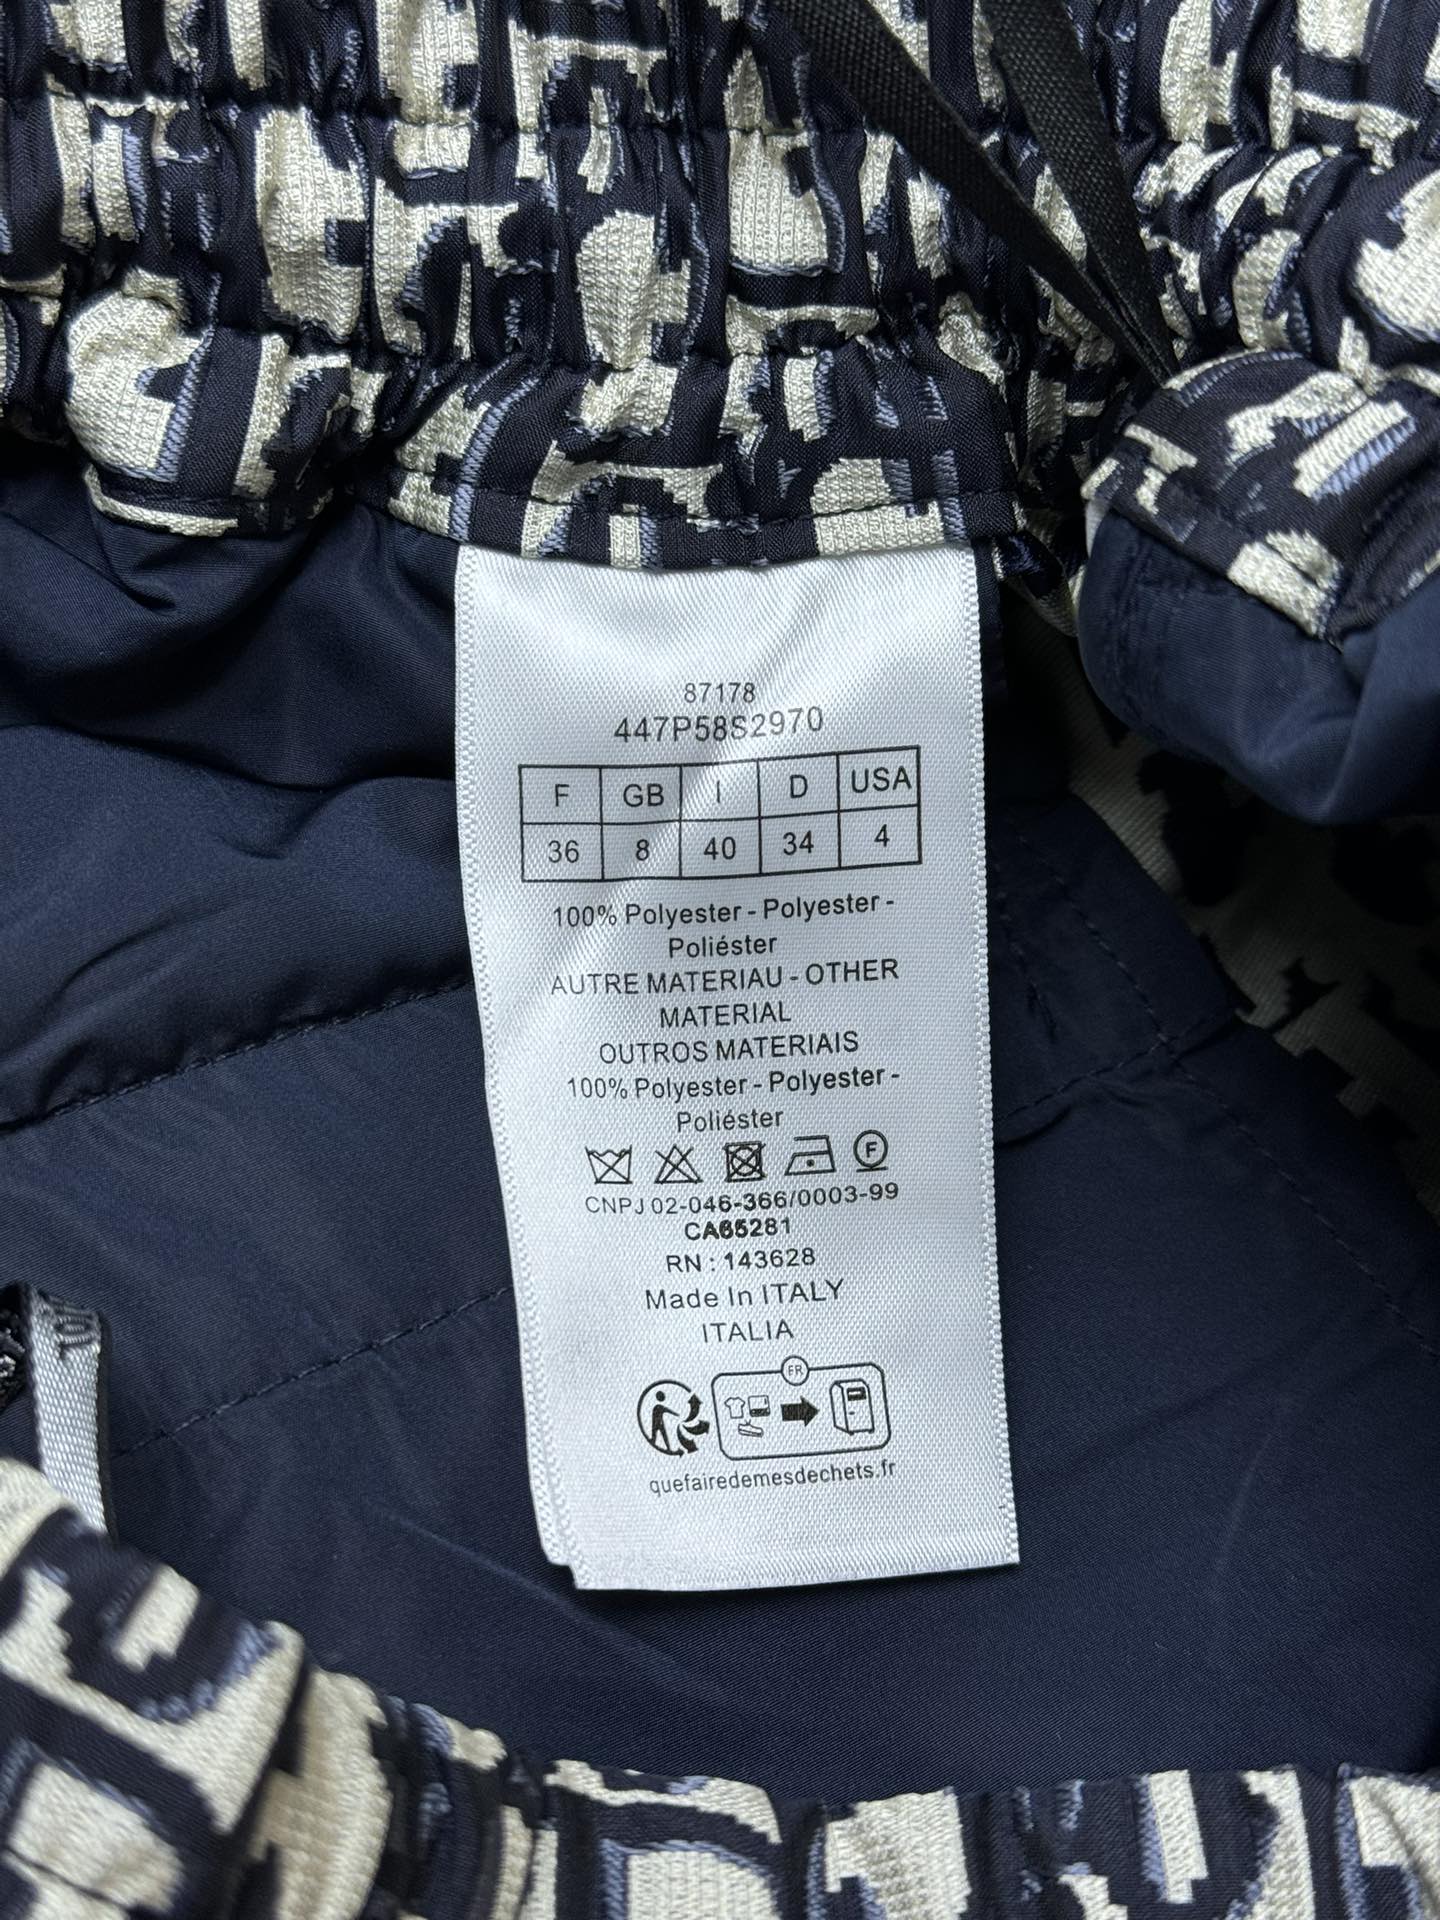 87178
447P58S2970
F GB I D USA
36 8 40 34 4
100% Polyester - Polyester -
Poliéster
AUTRE MATERIAU - OTHER
MATERIAL
OUTROS MATERIAIS
100% Polyester - Polyester -
Poliéster
F
CNPJ 02-046-366/0003-99
CA65281
RN : 143628
Made In ITALY
ITALIA
FR
quefairedemesdechets.fr